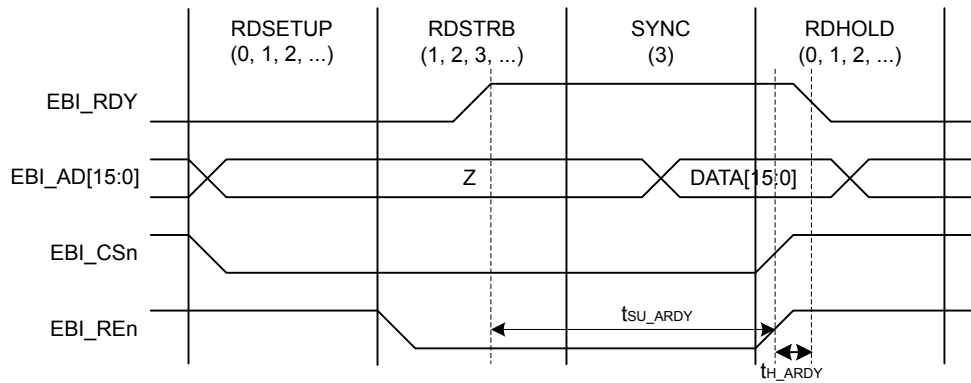 RDSETUP
(0, 1, 2, ...)
RDSTRB
(1, 2, 3, ...)
SYNC
(3)
RDHOLD
(0, 1, 2, ...)
EBI_RDY
EBI_AD[15:0]
Z
DATA[15:0]
EBI_CSn
EBI_REn
tSU_ARDY
tH_ARDY